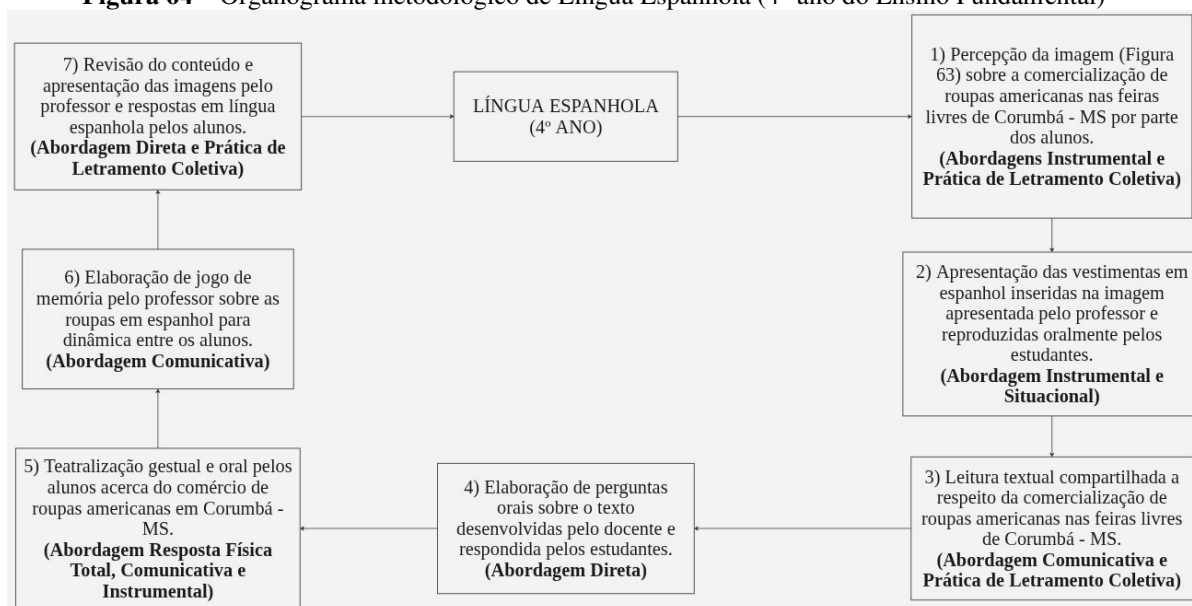 Figura 64 – Organograma metodológico de Língua Espanhola (4º ano do Ensino Fundamental)
LÍNGUA ESPANHOLA
(4º ANO)
1) Percepção da imagem (Figura
63) sobre a comercialização de
roupas americanas nas feiras
livres de Corumbá - MS por parte
dos alunos.
(Abordagens Instrumental e
Prática de Letramento Coletiva)
2) Apresentação das vestimentas em
espanhol inseridas na imagem
apresentada pelo professor e
reproduzidas oralmente pelos
estudantes.
(Abordagem Instrumental e
Situacional)
3) Leitura textual compartilhada a
respeito da comercialização de
roupas americanas nas feiras livres
de Corumbá - MS.
(Abordagem Comunicativa e
Prática de Letramento Coletiva)
4) Elaboração de perguntas
orais sobre o texto
desenvolvidas pelo docente e
respondida pelos estudantes.
(Abordagem Direta)
5) Teatralização gestual e oral pelos
alunos acerca do comércio de
roupas americanas em Corumbá -
MS.
(Abordagem Resposta Física
Total, Comunicativa e
Instrumental)
6) Elaboração de jogo de
memória pelo professor sobre as
roupas em espanhol para
dinâmica entre os alunos.
(Abordagem Comunicativa)
7) Revisão do conteúdo e
apresentação das imagens pelo
professor e respostas em língua
espanhola pelos alunos.
(Abordagem Direta e Prática de
Letramento Coletiva)